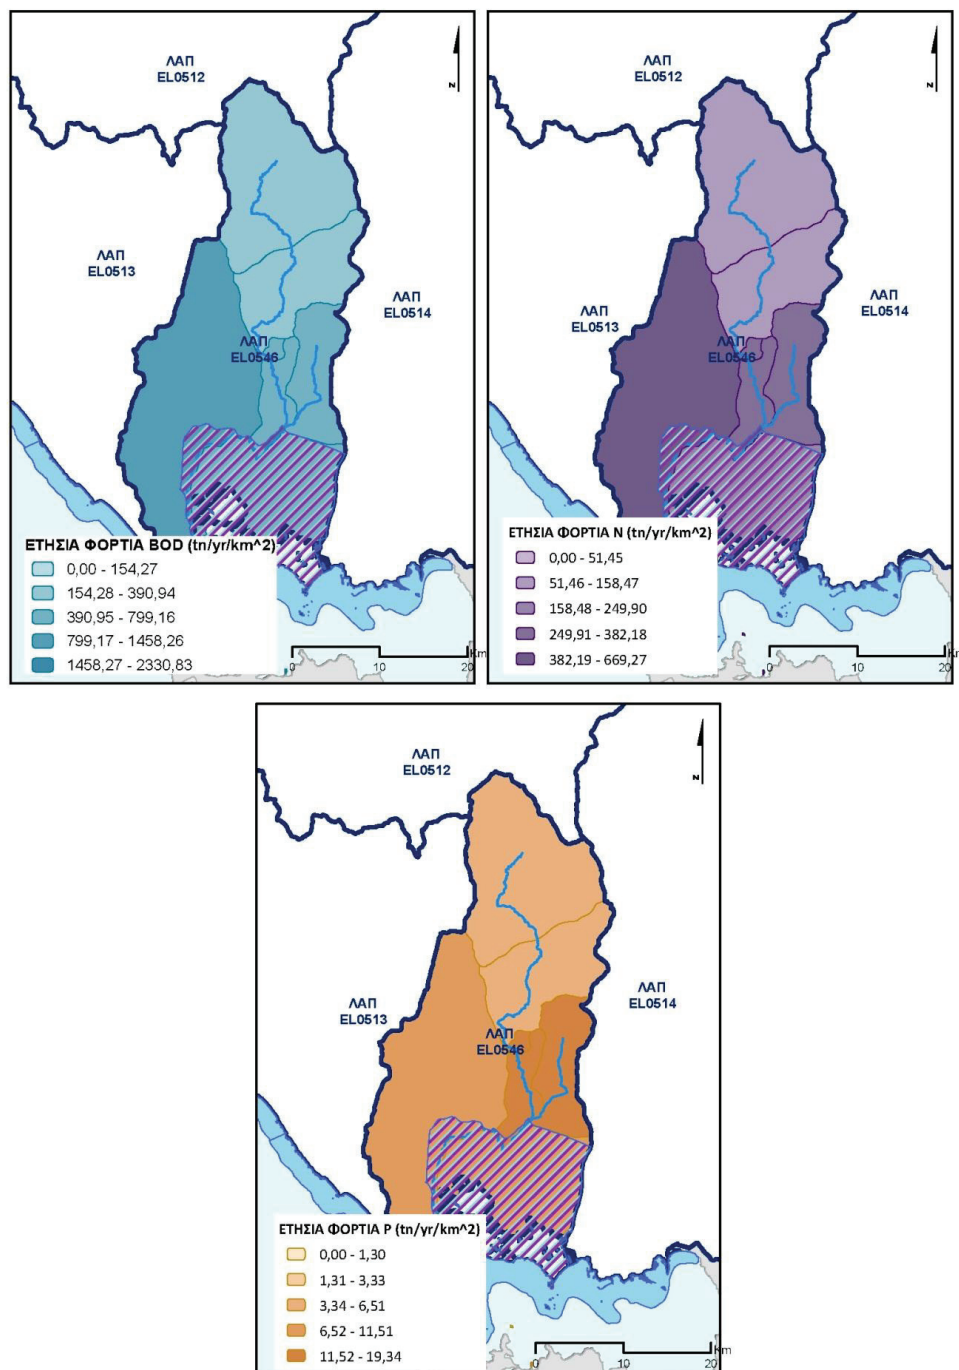 ΛΑΠ
EL0512
N
ΛΑΠ
EL0513
ΛΑΠ
EL0514
ΛΑΠ
EL0546
ΕΤΗΣΙΑ ΦΟΡΤΙΑ BOD (tn/yr/km^2)
0,00 - 154,27
154,28 - 390,94
390,95 - 799,16
799,17 - 1458,26
1458,27 - 2330,83
Km
0 10 20
ΛΑΠ
EL0512
N
ΛΑΠ
EL0513
ΛΑΠ
EL0514
ΛΑΠ
EL0546
ΕΤΗΣΙΑ ΦΟΡΤΙΑ N (tn/yr/km^2)
0,00 - 51,45
51,46 - 158,47
158,48 - 249,90
249,91 - 382,18
382,19 - 669,27
Km
0 10 20
ΛΑΠ
EL0512
N
ΛΑΠ
EL0513
ΛΑΠ
EL0514
ΛΑΠ
EL0546
ΕΤΗΣΙΑ ΦΟΡΤΙΑ P (tn/yr/km^2)
0,00 - 1,30
1,31 - 3,33
3,34 - 6,51
6,52 - 11,51
11,52 - 19,34
Km
0 10 20